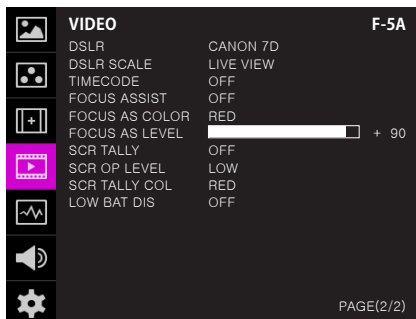 VIDEO F-5A
DSLR CANON 7D
DSLR SCALE LIVE VIEW
TIMECODE OFF
FOCUS ASSIST OFF
FOCUS AS COLOR RED
FOCUS AS LEVEL + 90
SCR TALLY OFF
SCR OP LEVEL LOW
SCR TALLY COL RED
LOW BAT DIS OFF
PAGE(2/2)